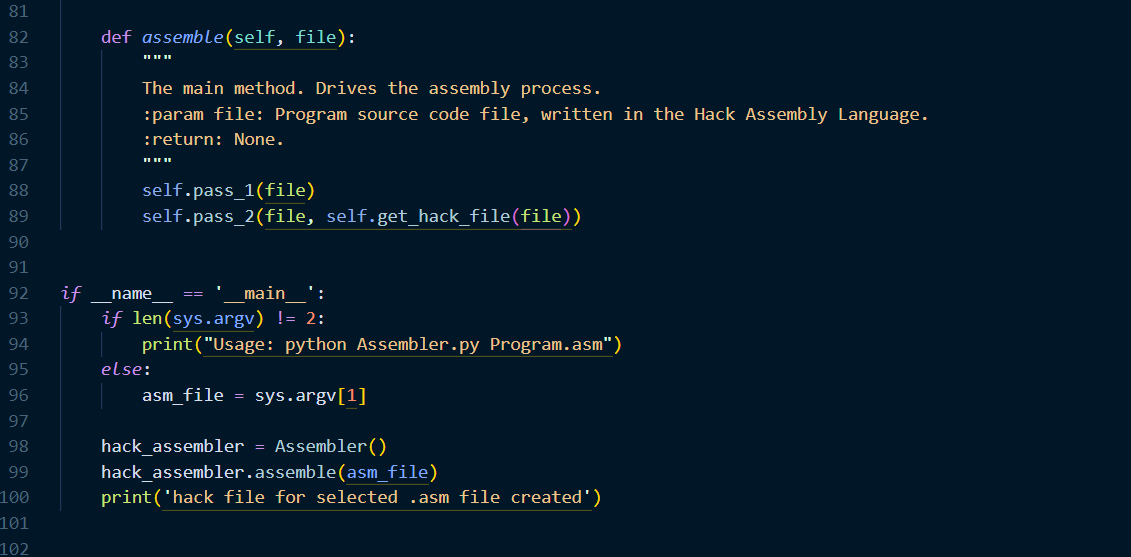 81
82 def assemble(self, file):
83 """
84 The main method. Drives the assembly process.
85 :param file: Program source code file, written in the Hack Assembly Language.
86 :return: None.
87 """
88 self.pass_1(file)
89 self.pass_2(file, self.get_hack_file(file))
90
91
92 if __name__ == '__main__':
93 if len(sys.argv) != 2:
94 print("Usage: python Assembler.py Program.asm")
95 else:
96 asm_file = sys.argv[1]
97
98 hack_assembler = Assembler()
99 hack_assembler.assemble(asm_file)
100 print('hack file for selected .asm file created')
101
102